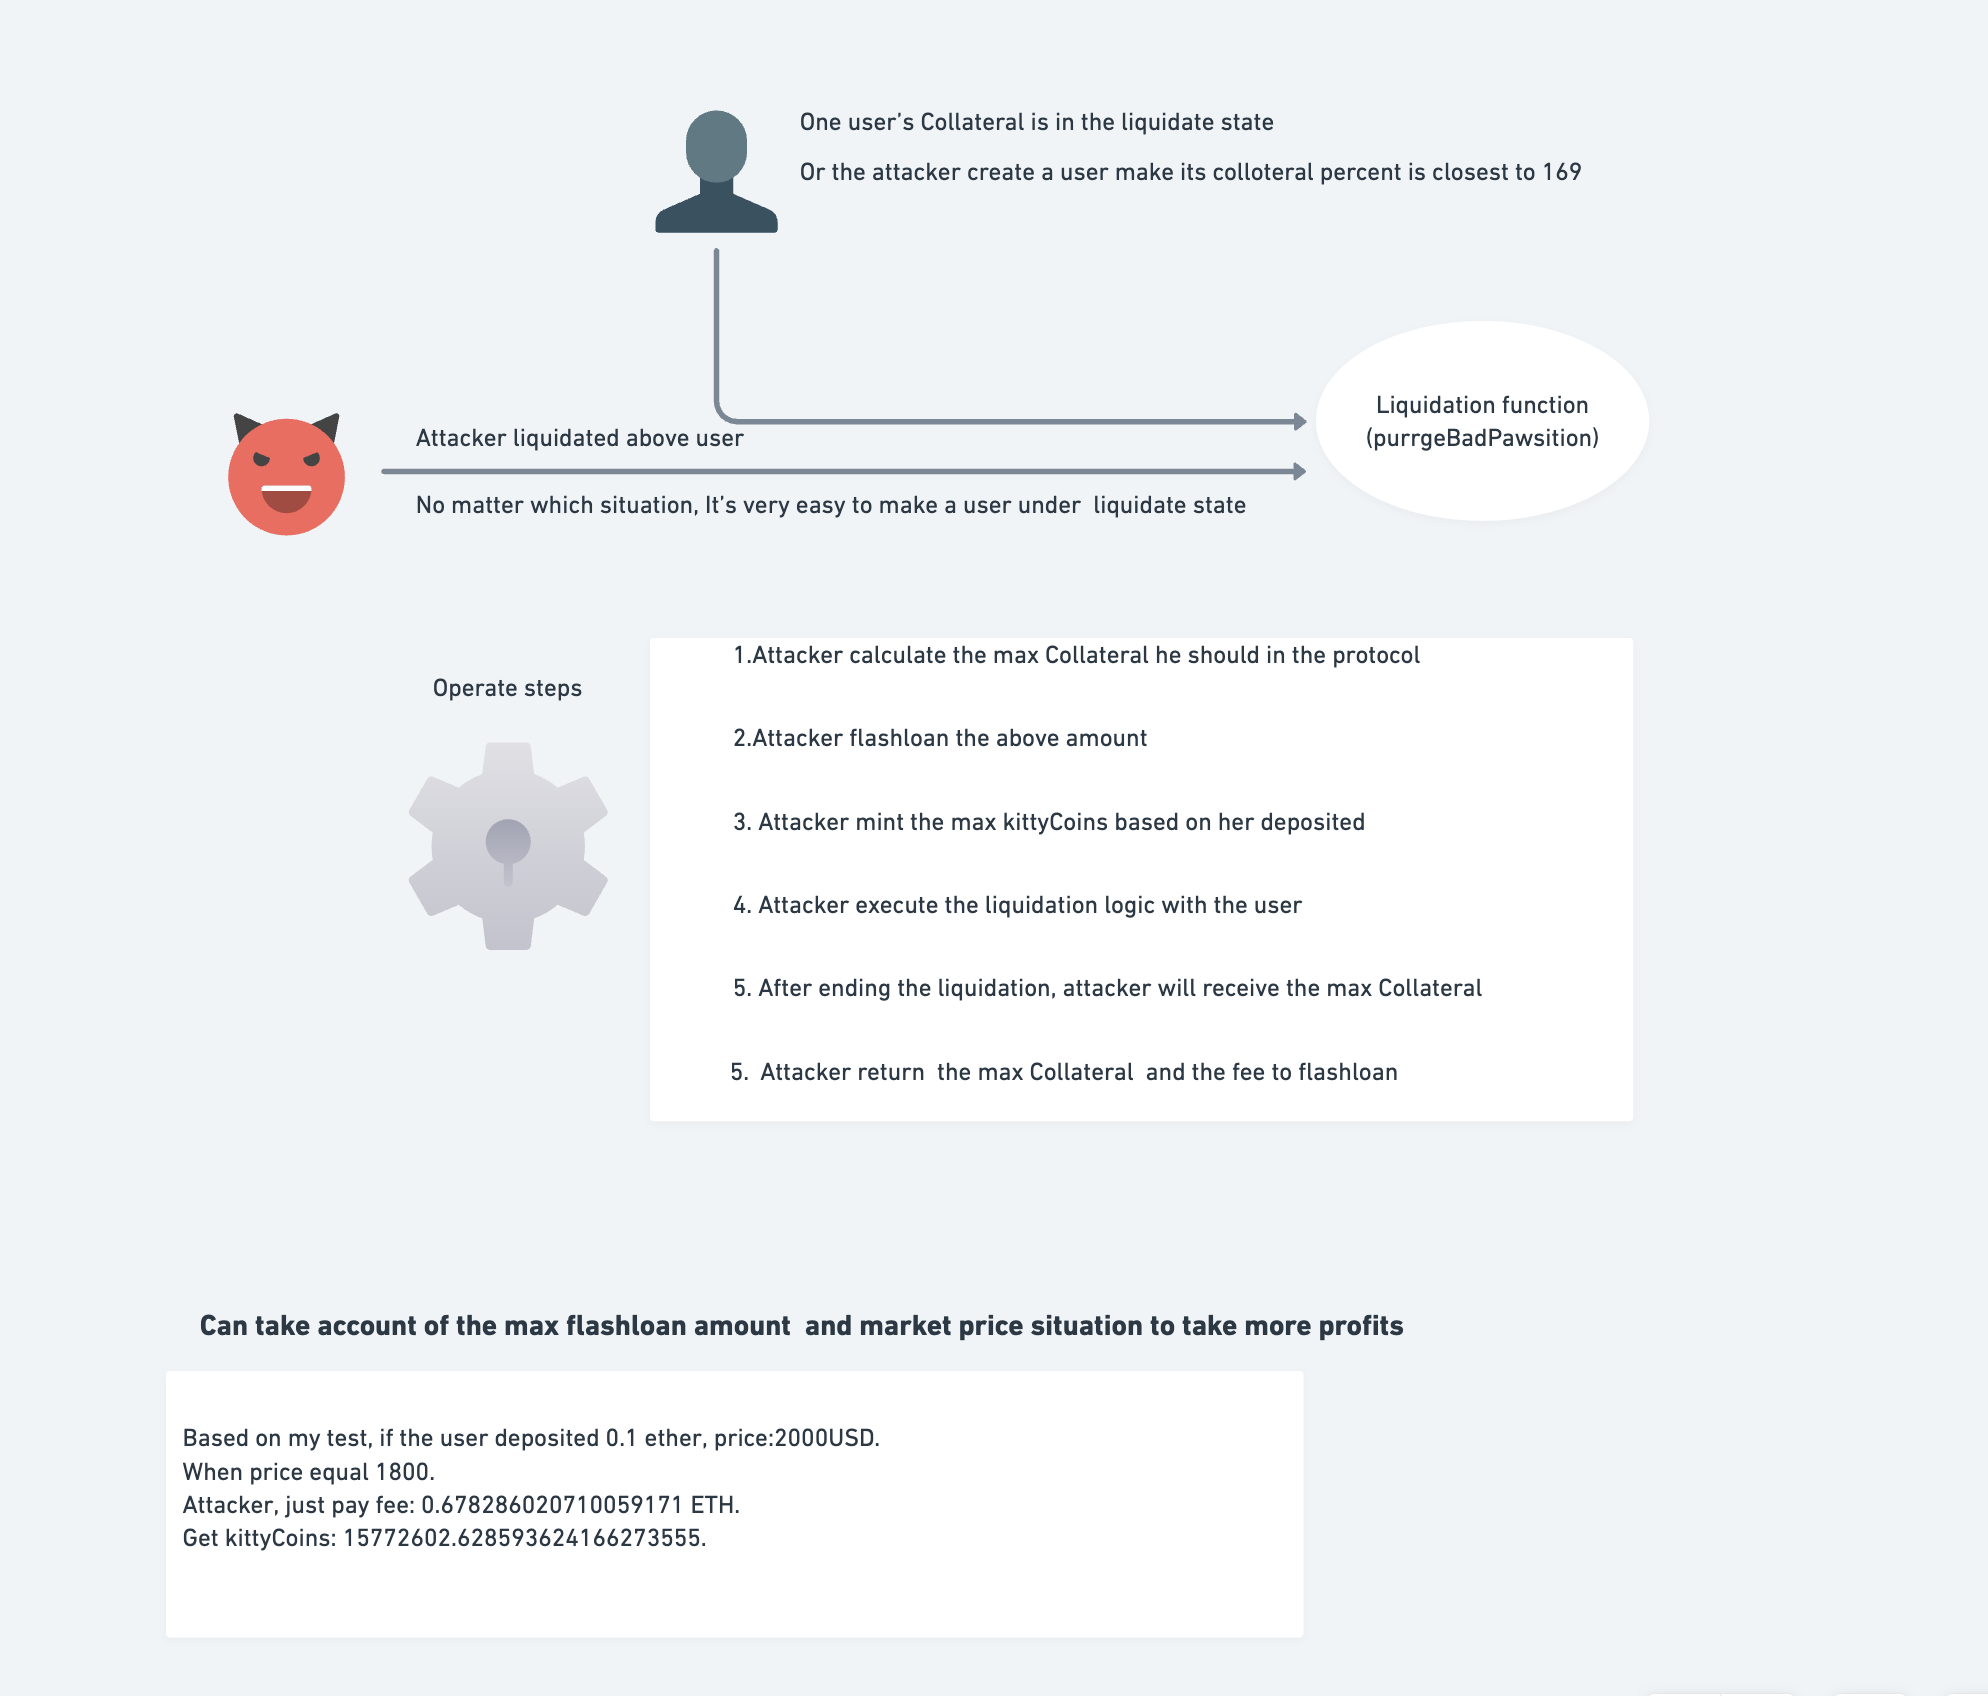 One user’s Collateral is in the liquidate state
Or the attacker create a user make its colloteral percent is closest to 169
Liquidation function
(purrgeBadPawsition)
Attacker liquidated above user
No matter which situation, It’s very easy to make a user under  liquidate state
Operate steps
1.Attacker calculate the max Collateral he should in the protocol
2.Attacker flashloan the above amount
3. Attacker mint the max kittyCoins based on her deposited
4. Attacker execute the liquidation logic with the user
5. After ending the liquidation, attacker will receive the max Collateral
5.  Attacker return  the max Collateral  and the fee to flashloan
Can take account of the max flashloan amount  and market price situation to take more profits
Based on my test, if the user deposited 0.1 ether, price:2000USD.
When price equal 1800.
Attacker, just pay fee: 0.678286020710059171 ETH.
Get kittyCoins: 15772602.628593624166273555.